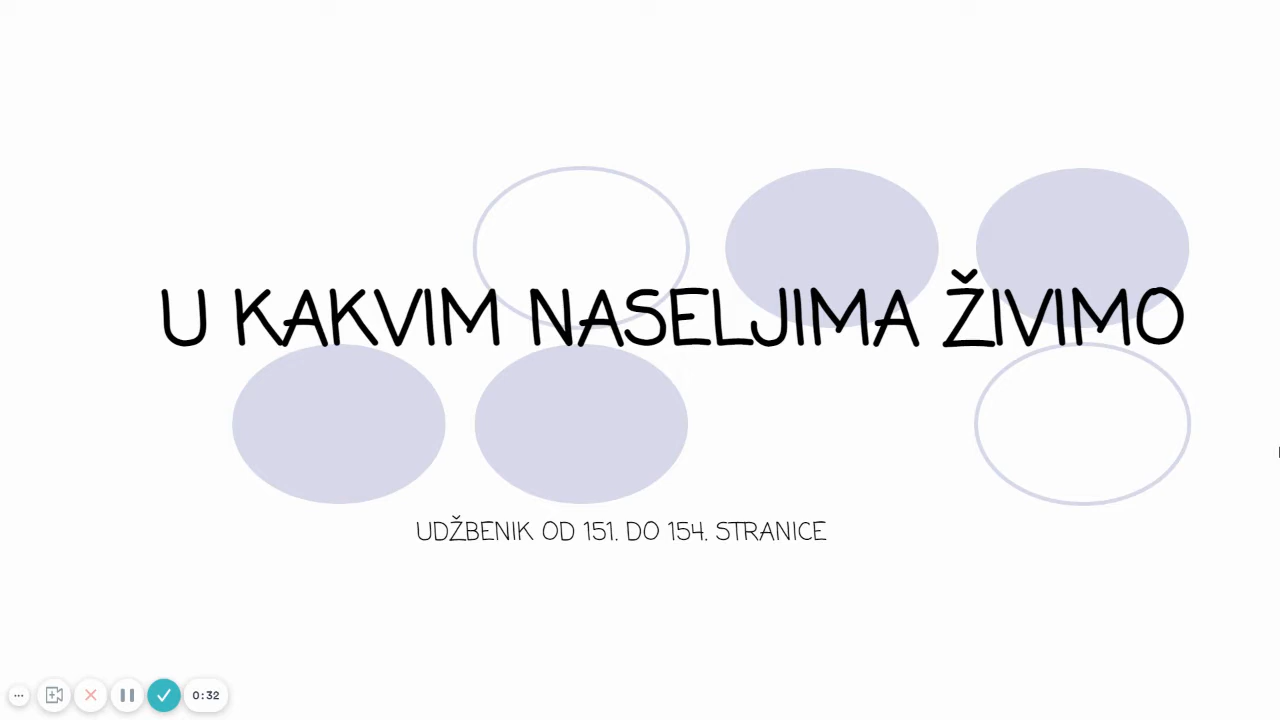 U KAKVIM NASELJIMA ŽIVIMO
UDŽBENIK OD 151. DO 154. STRANICE
0:32